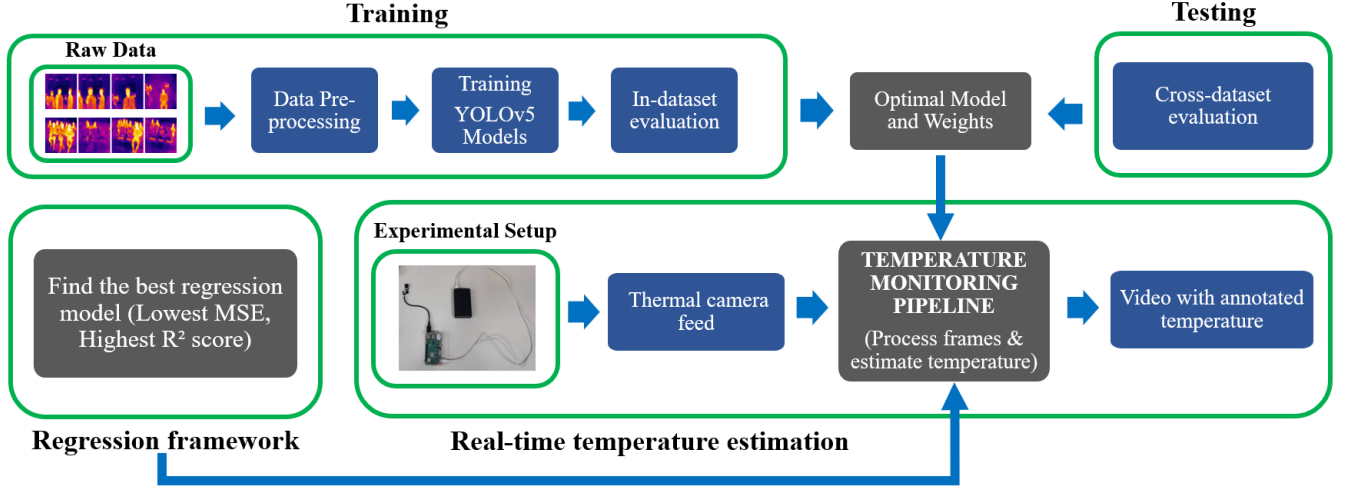 Training
Testing
Raw Data
Data Pre-
processing
Training
YOLOv5
Models
In-dataset
evaluation
Optimal Model
and Weights
Cross-dataset
evaluation
Find the best regression
model (Lowest MSE,
Highest R² score)
Experimental Setup
Thermal camera
feed
TEMPERATURE
MONITORING
PIPELINE
(Process frames &
estimate temperature)
Video with annotated
temperature
Regression framework
Real-time temperature estimation